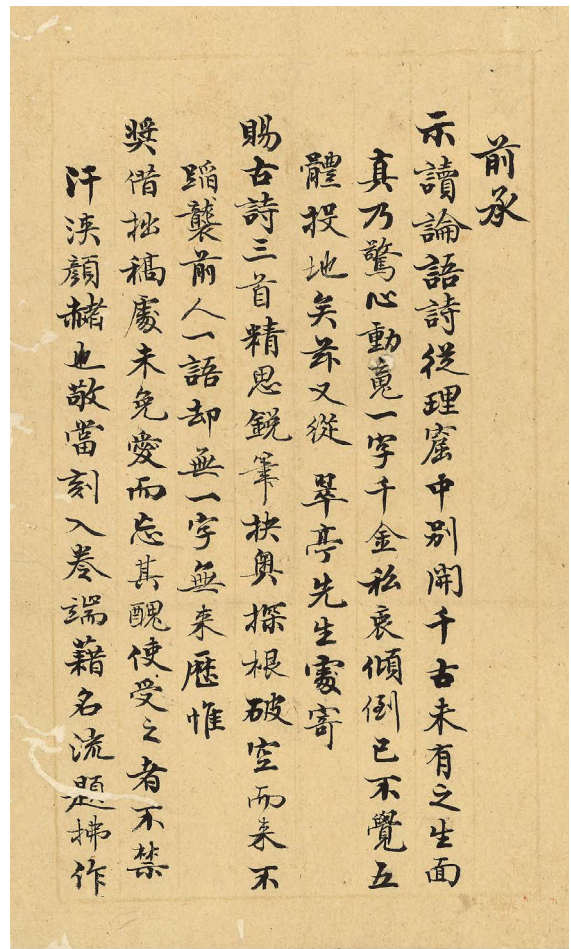 前承
示讀論語詩從理窟中別開千古未有之生面
真乃驚心動魄一字千金私衷傾倒已不覺五
體投地矣茲又從 翠亭先生處寄
賜古詩三首精思銳筆抉奧探根破空而來不
蹈襲前人一語却無一字無來歷惟
奬借拙稿處未免愛而忘其醜使受之者不禁
汗浹顏赭也敬當刻入卷端藉名流題拂作